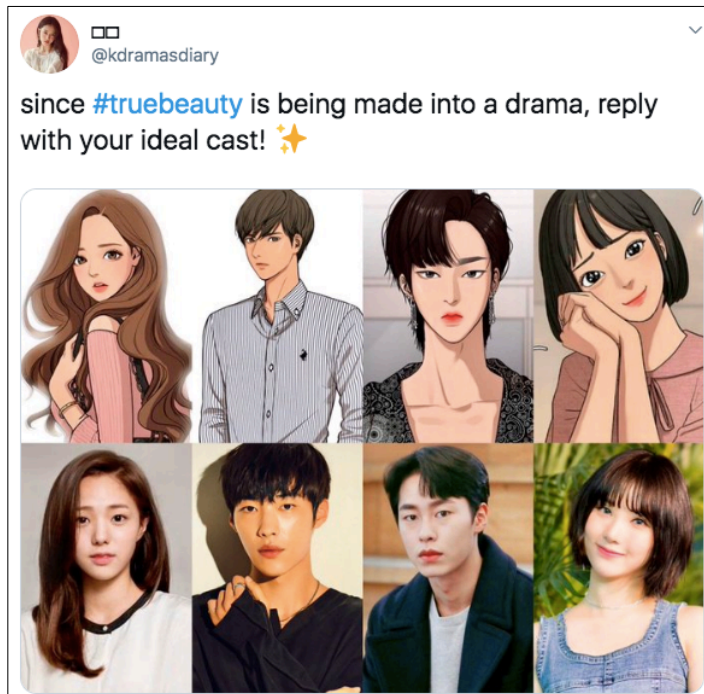 @kdramasdiary
since #truebeauty is being made into a drama, reply
with your ideal cast! ✨